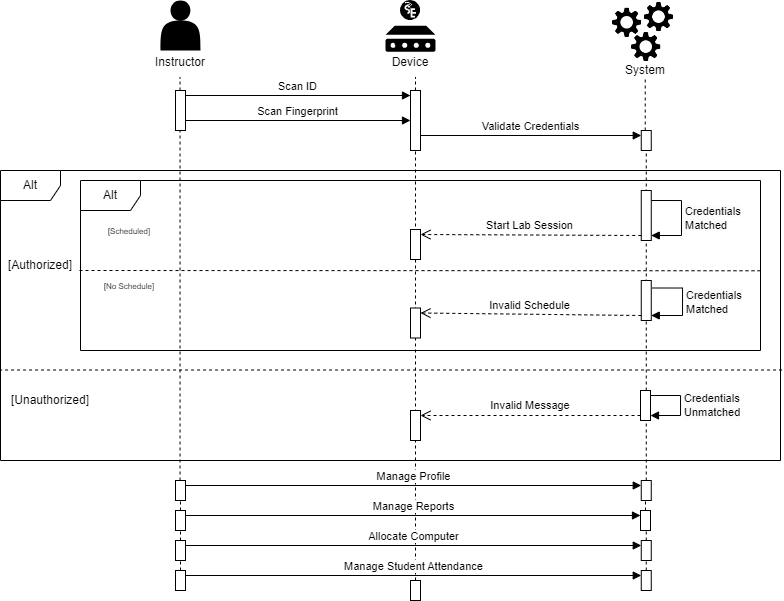 Instructor
Device
System
Scan ID
Scan Fingerprint
Validate Credentials
Alt
Alt
[Scheduled]
Start Lab Session
Credentials
Matched
[Authorized]
[No Schedule]
Invalid Schedule
Credentials
Matched
[Unauthorized]
Invalid Message
Credentials
Unmatched
Manage Profile
Manage Reports
Allocate Computer
Manage Student Attendance